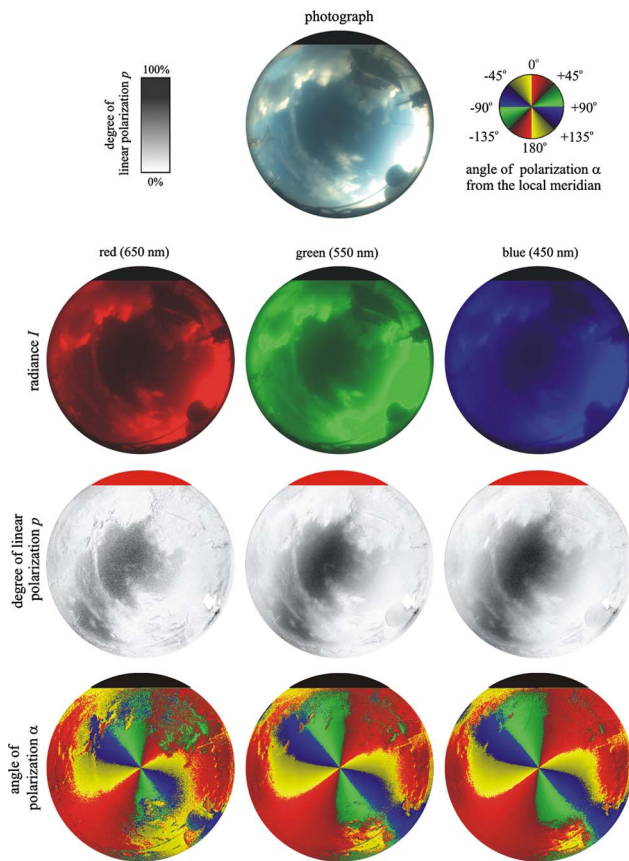 photograph
100%
degree of
linear polarization p
0%
0°
-45°
+45°
-90°
+90°
-135°
+135°
180°
angle of polarization α
from the local meridian
red (650 nm)
green (550 nm)
blue (450 nm)
radiance I
degree of linear
polarization p
angle of
polarization α